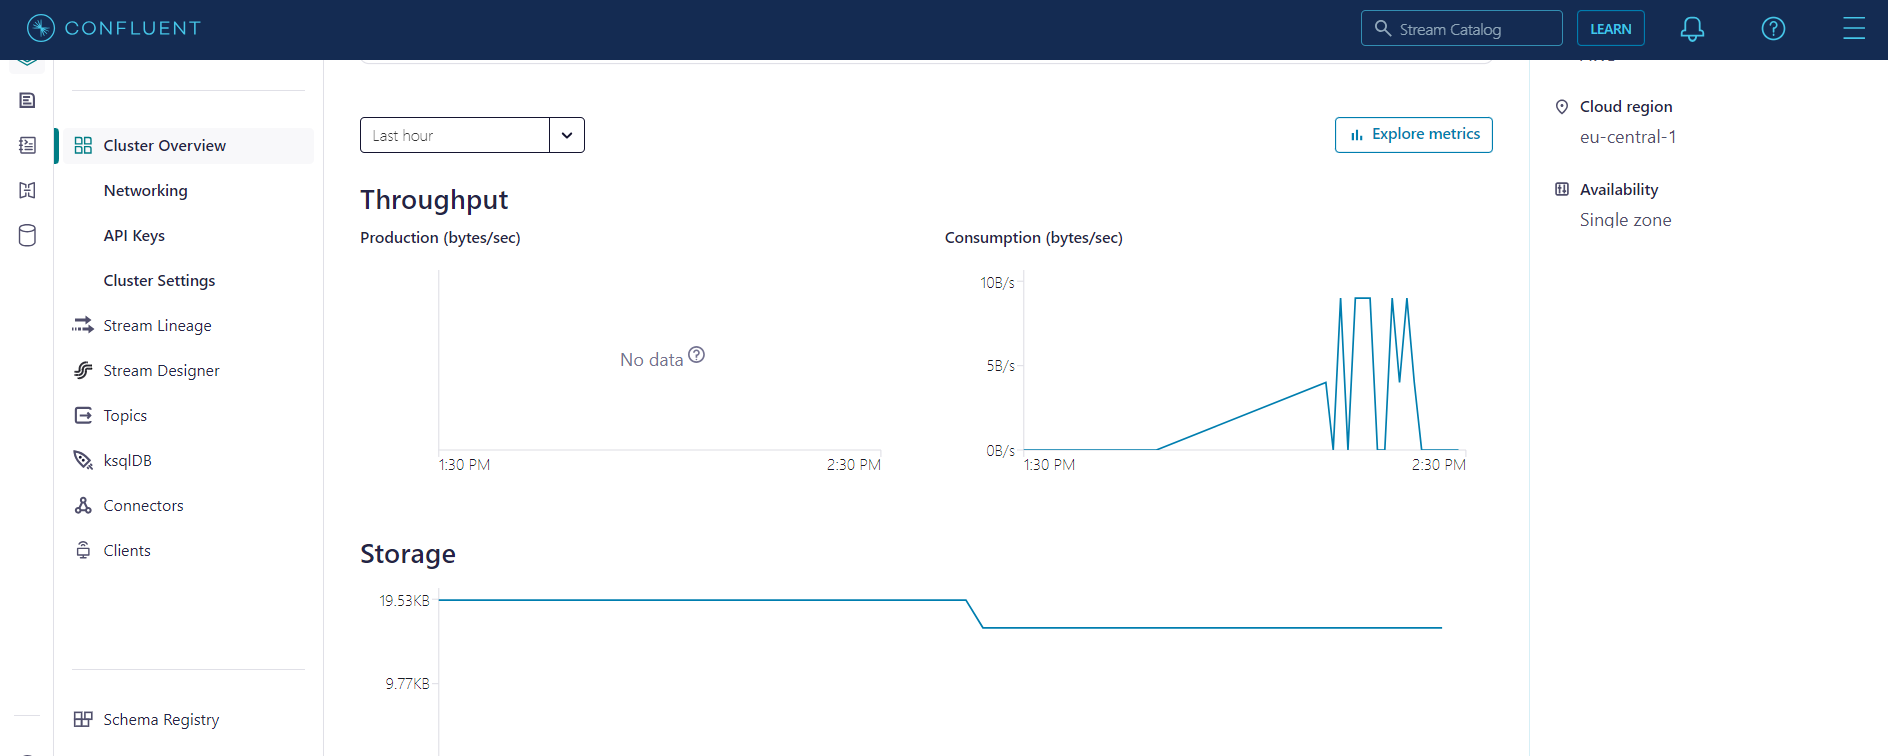 CONFLUENT
Stream Catalog
LEARN
Cluster Overview
Networking
API Keys
Cluster Settings
Stream Lineage
Stream Designer
Topics
ksqlDB
Connectors
Clients
Schema Registry
Last hour
Explore metrics
Throughput
Production (bytes/sec)
No data
1:30 PM
2:30 PM
Consumption (bytes/sec)
10B/s
5B/s
0B/s
1:30 PM
2:30 PM
Storage
19.53KB
9.77KB
Cloud region
eu-central-1
Availability
Single zone